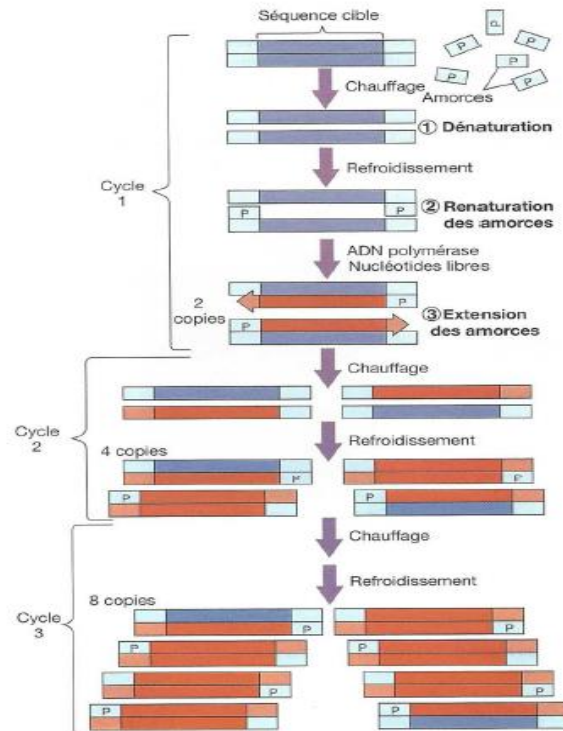 Séquence cible
P
P
P
P
P
P
P
Chauffage
Amorces
① Dénaturation
Cycle
1
Refroidissement
P
P
② Renaturation
des amorces
ADN polymérase
Nucléotides libres
2
copies
P
P
③ Extension
des amorces
Chauffage
Cycle
2
Refroidissement
4 copies
P
P
P
P
Chauffage
Refroidissement
8 copies
Cycle
3
P
P
P
P
P
P
P
P